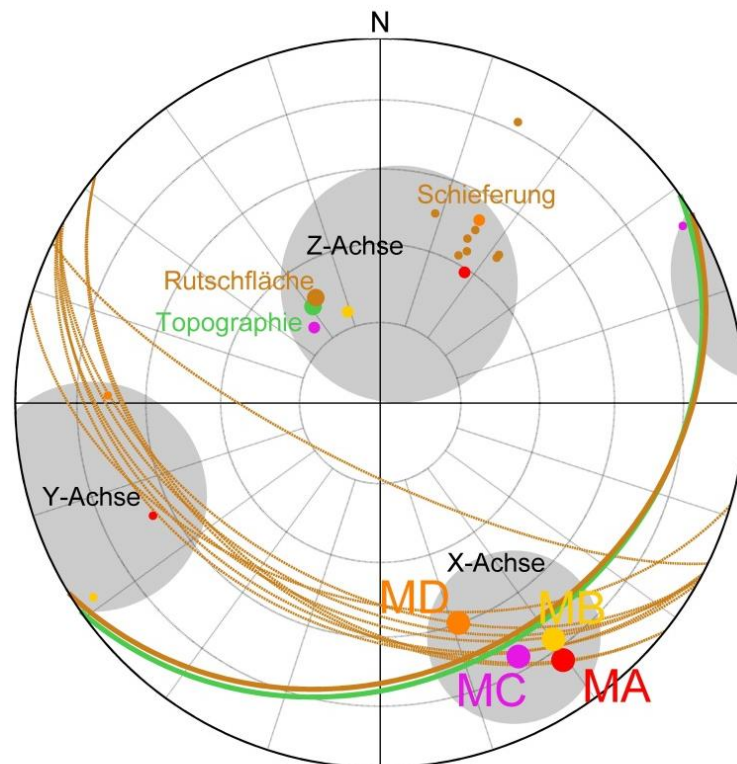 N
Schieferung
Z-Achse
Rutschfläche
Topographie
Y-Achse
X-Achse
MD
MB
MC
MA